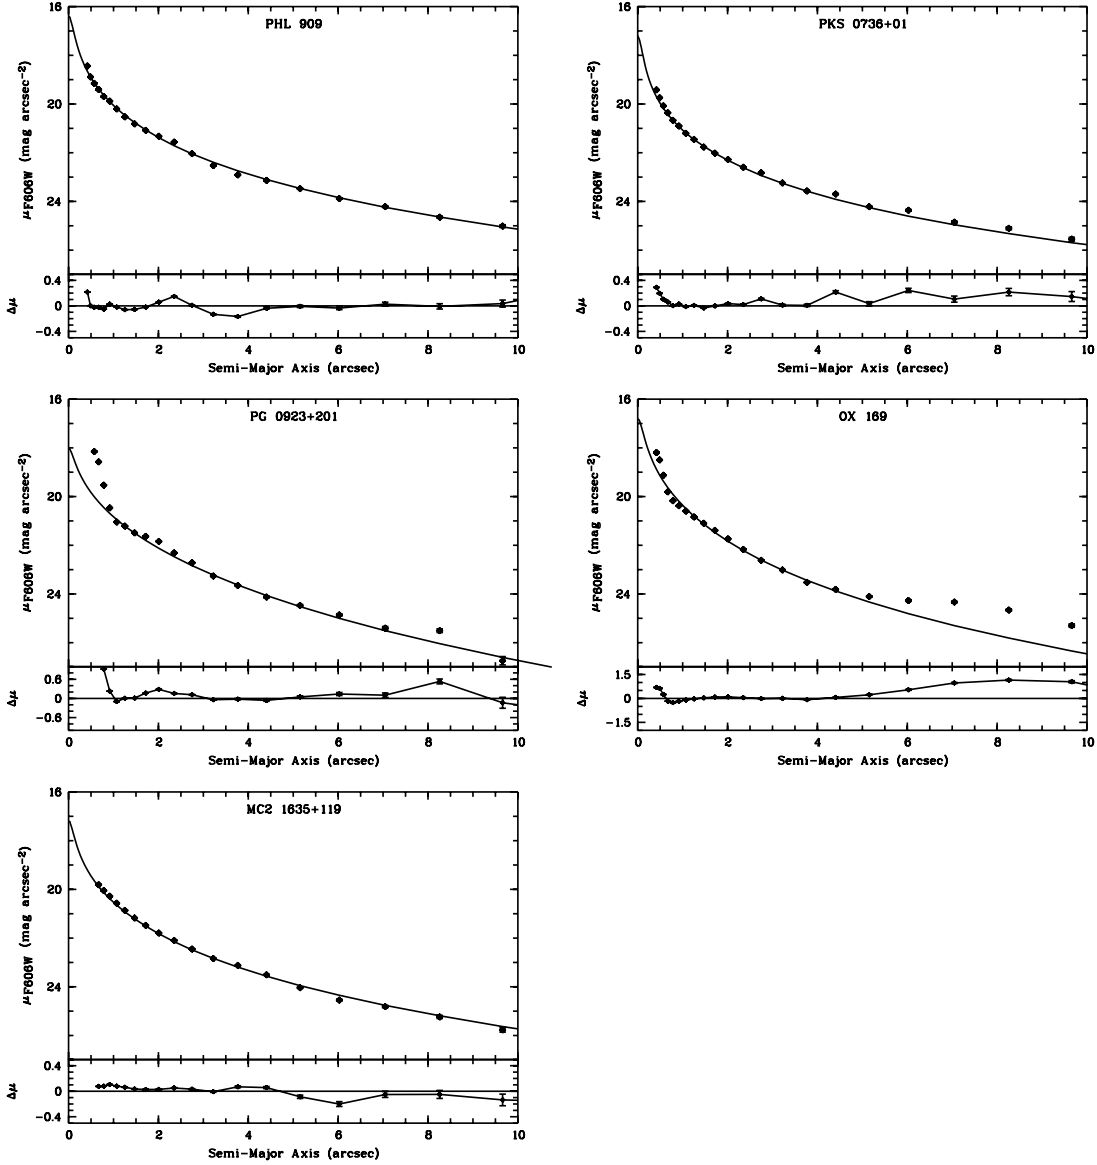 PHL 909
16
20
24
μF606W (mag arcsec−2)
0.4
0
−0.4
Δμ
0 2 4 6 8 10
Semi-Major Axis (arcsec)
PKS 0736+01
16
20
24
μF606W (mag arcsec−2)
0.4
0
−0.4
Δμ
0 2 4 6 8 10
Semi-Major Axis (arcsec)
PG 0923+201
16
20
24
μF606W (mag arcsec−2)
0.6
0
−0.6
Δμ
0 2 4 6 8 10
Semi-Major Axis (arcsec)
OX 169
16
20
24
μF606W (mag arcsec−2)
1.5
0
−1.5
Δμ
0 2 4 6 8 10
Semi-Major Axis (arcsec)
MC2 1635+119
16
20
24
μF606W (mag arcsec−2)
0.4
0
−0.4
Δμ
0 2 4 6 8 10
Semi-Major Axis (arcsec)